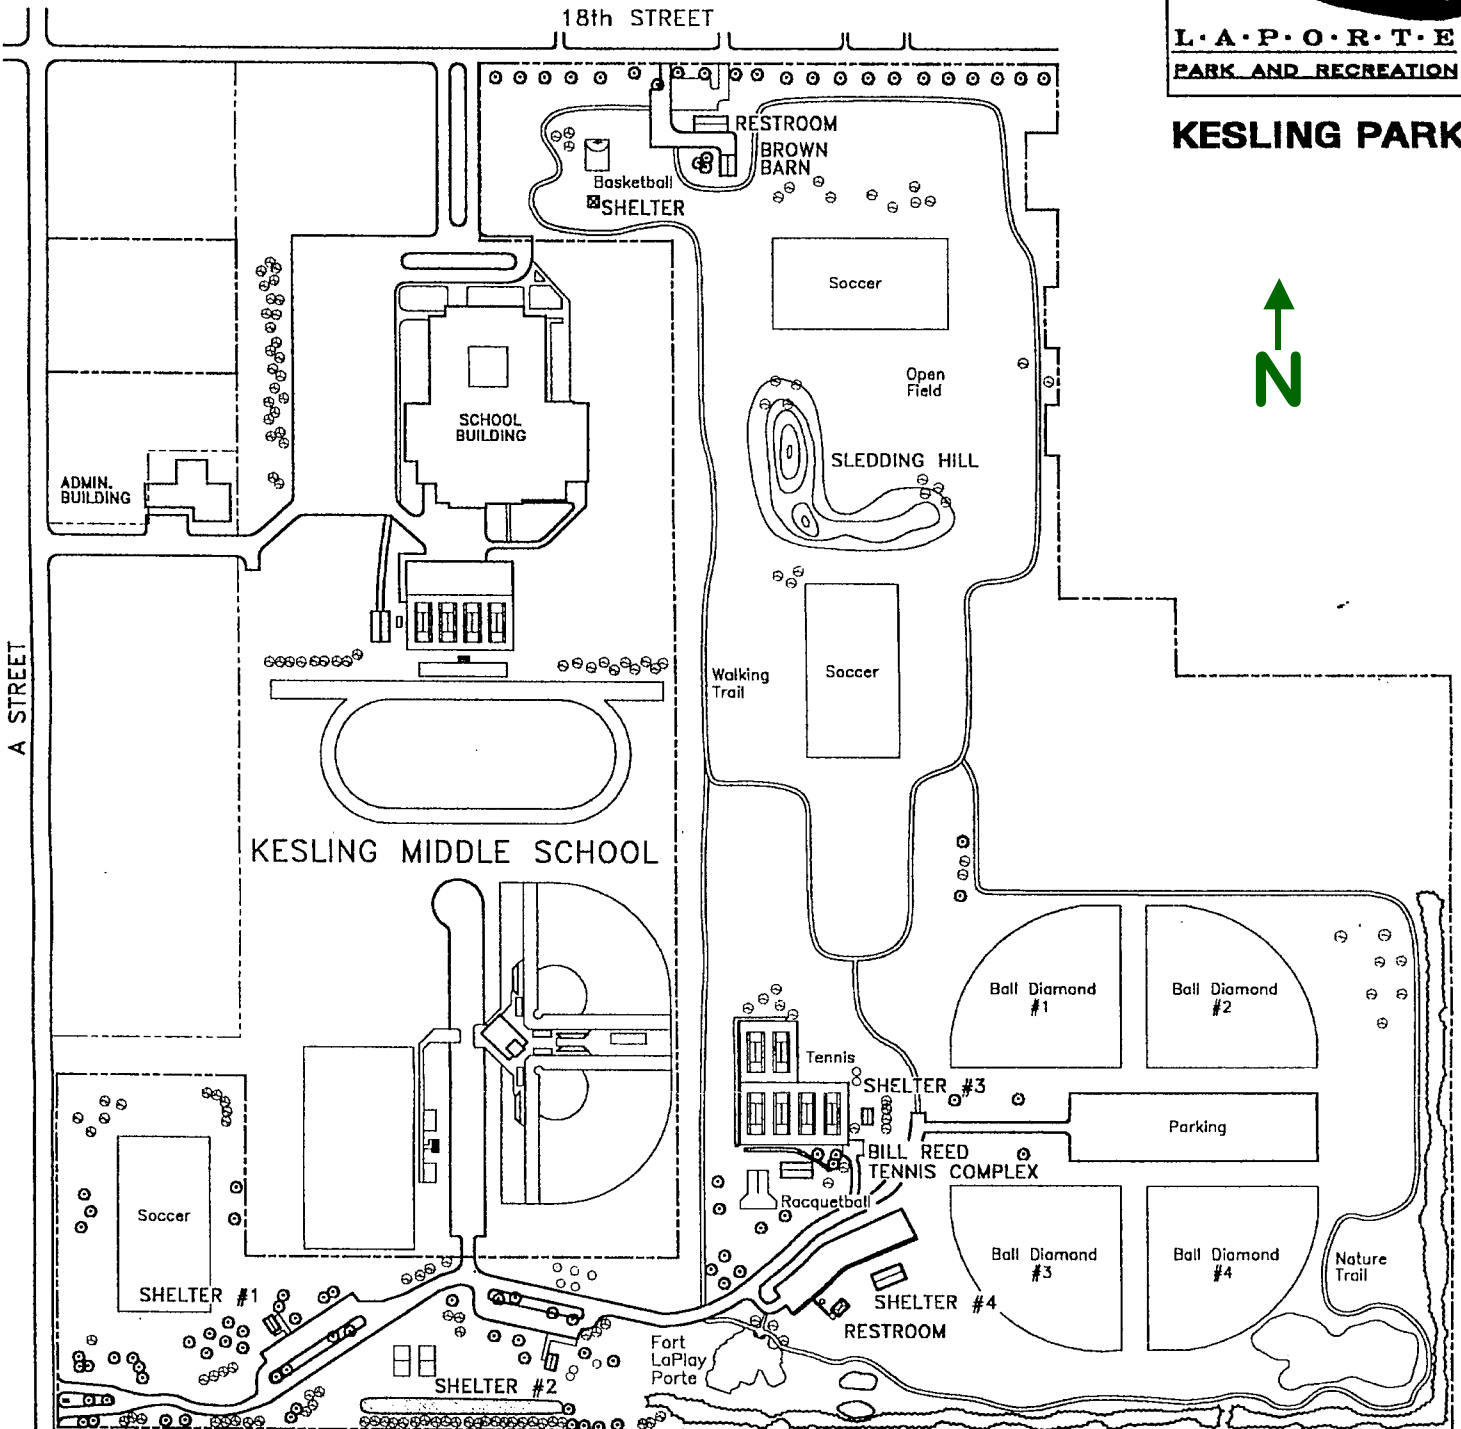 18th STREET
L·A·P·O·R·T·E
PARK AND RECREATION
KESLING PARK
RESTROOM
BROWN
BARN
Basketball
SHELTER
Soccer
N
Open
Field
SCHOOL
BUILDING
SLEDDING HILL
ADMIN.
BUILDING
A STREET
Walking
Trail
Soccer
KESLING MIDDLE SCHOOL
Ball Diamond
#1
Ball Diamond
#2
Tennis
SHELTER #3
Parking
BILL REED
TENNIS COMPLEX
Racquetball
Soccer
Ball Diamond
#3
Ball Diamond
#4
Nature
Trail
SHELTER #1
SHELTER #4
RESTROOM
Fort
LaPlay
Porte
SHELTER #2